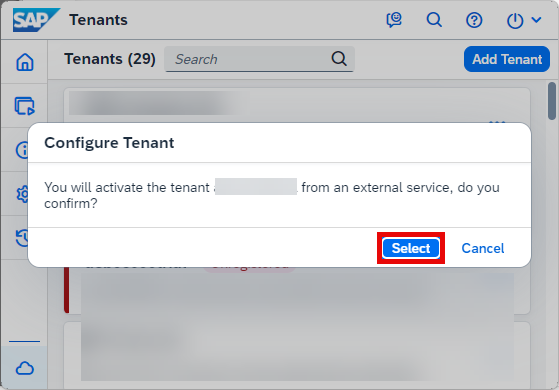 SAP Tenants
Tenants (29) Search Add Tenant
Configure Tenant
You will activate the tenant from an external service, do you
confirm?
Select Cancel